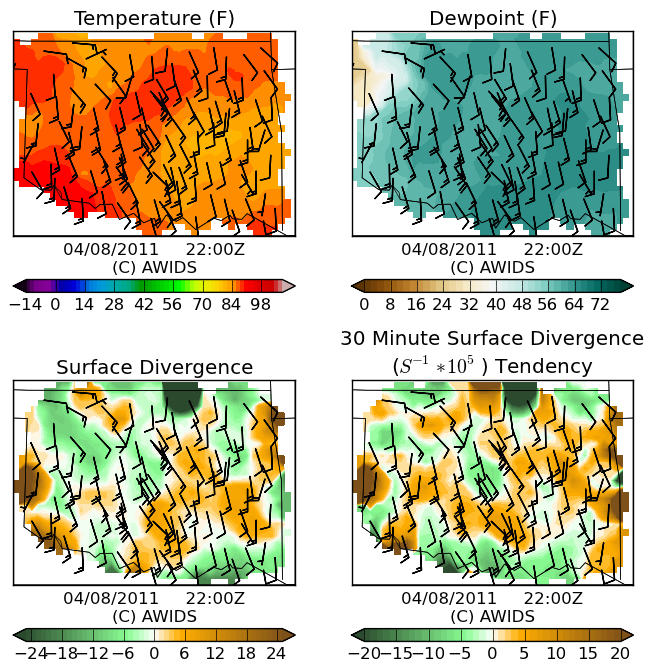 Temperature (F)
Dewpoint (F)
04/08/2011 22:00Z
(C) AWIDS
−14 0 14 28 42 56 70 84 98
04/08/2011 22:00Z
(C) AWIDS
0 8 16 24 32 40 48 56 64 72
Surface Divergence
30 Minute Surface Divergence
(S^{−1} ∗10^5 ) Tendency
04/08/2011 22:00Z
(C) AWIDS
−24 −18 −12 −6 0 6 12 18 24
04/08/2011 22:00Z
(C) AWIDS
−20 −15 −10 −5 0 5 10 15 20